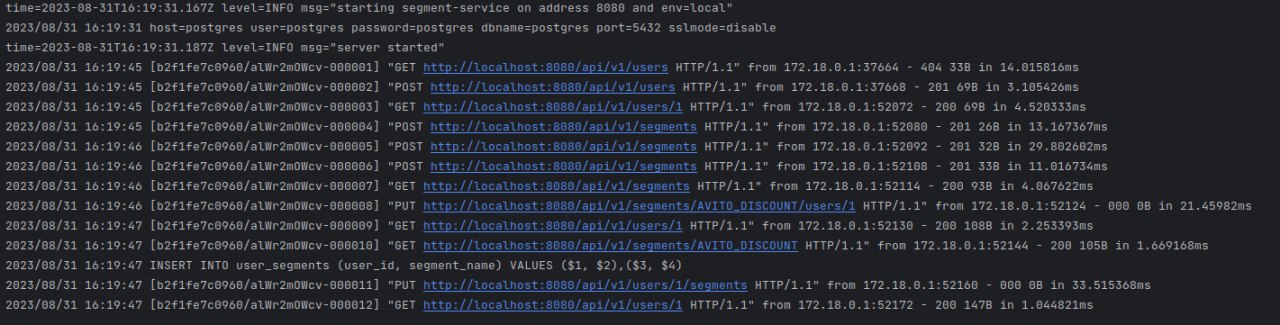 time=2023-08-31T16:19:31.167Z level=INFO msg="starting segment-service on address 8080 and env=local"
2023/08/31 16:19:31 host=postgres user=postgres password=postgres dbname=postgres port=5432 sslmode=disable
time=2023-08-31T16:19:31.187Z level=INFO msg="server started"
2023/08/31 16:19:45 [b2f1fe7c0960/alWr2mOWcv-000001] "GET http://localhost:8080/api/v1/users HTTP/1.1" from 172.18.0.1:37664 - 404 33B in 14.015816ms
2023/08/31 16:19:45 [b2f1fe7c0960/alWr2mOWcv-000002] "POST http://localhost:8080/api/v1/users HTTP/1.1" from 172.18.0.1:37668 - 201 69B in 3.105426ms
2023/08/31 16:19:45 [b2f1fe7c0960/alWr2mOWcv-000003] "GET http://localhost:8080/api/v1/users/1 HTTP/1.1" from 172.18.0.1:52072 - 200 69B in 4.520333ms
2023/08/31 16:19:45 [b2f1fe7c0960/alWr2mOWcv-000004] "POST http://localhost:8080/api/v1/segments HTTP/1.1" from 172.18.0.1:52080 - 201 26B in 13.167367ms
2023/08/31 16:19:46 [b2f1fe7c0960/alWr2mOWcv-000005] "POST http://localhost:8080/api/v1/segments HTTP/1.1" from 172.18.0.1:52092 - 201 32B in 29.802602ms
2023/08/31 16:19:46 [b2f1fe7c0960/alWr2mOWcv-000006] "POST http://localhost:8080/api/v1/segments HTTP/1.1" from 172.18.0.1:52108 - 201 33B in 11.016734ms
2023/08/31 16:19:46 [b2f1fe7c0960/alWr2mOWcv-000007] "GET http://localhost:8080/api/v1/segments HTTP/1.1" from 172.18.0.1:52114 - 200 93B in 4.067622ms
2023/08/31 16:19:46 [b2f1fe7c0960/alWr2mOWcv-000008] "PUT http://localhost:8080/api/v1/segments/AVITO_DISCOUNT/users/1 HTTP/1.1" from 172.18.0.1:52124 - 000 0B in 21.45982ms
2023/08/31 16:19:47 [b2f1fe7c0960/alWr2mOWcv-000009] "GET http://localhost:8080/api/v1/users/1 HTTP/1.1" from 172.18.0.1:52130 - 200 108B in 2.253393ms
2023/08/31 16:19:47 [b2f1fe7c0960/alWr2mOWcv-000010] "GET http://localhost:8080/api/v1/segments/AVITO_DISCOUNT HTTP/1.1" from 172.18.0.1:52144 - 200 105B in 1.669168ms
2023/08/31 16:19:47 INSERT INTO user_segments (user_id, segment_name) VALUES ($1, $2),($3, $4)
2023/08/31 16:19:47 [b2f1fe7c0960/alWr2mOWcv-000011] "PUT http://localhost:8080/api/v1/users/1/segments HTTP/1.1" from 172.18.0.1:52160 - 000 0B in 33.515368ms
2023/08/31 16:19:47 [b2f1fe7c0960/alWr2mOWcv-000012] "GET http://localhost:8080/api/v1/users/1 HTTP/1.1" from 172.18.0.1:52172 - 200 147B in 1.044821ms